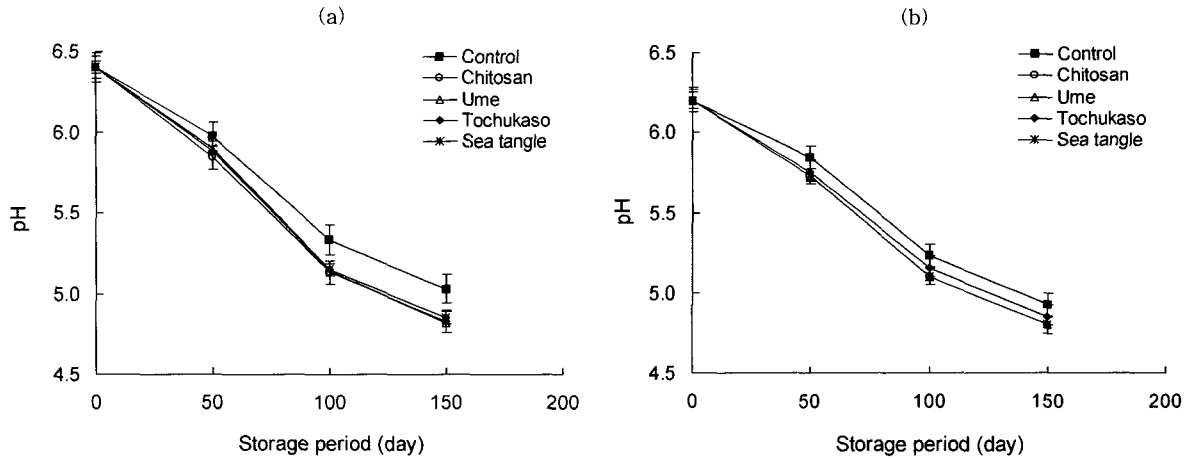 (a)
6.5
6.0
5.5
5.0
4.5
pH
0
50
100
150
200
Storage period (day)
Control
Chitosan
Ume
Tochukaso
Sea tangle
(b)
6.5
6.0
5.5
5.0
4.5
pH
0
50
100
150
200
Storage period (day)
Control
Chitosan
Ume
Tochukaso
Sea tangle